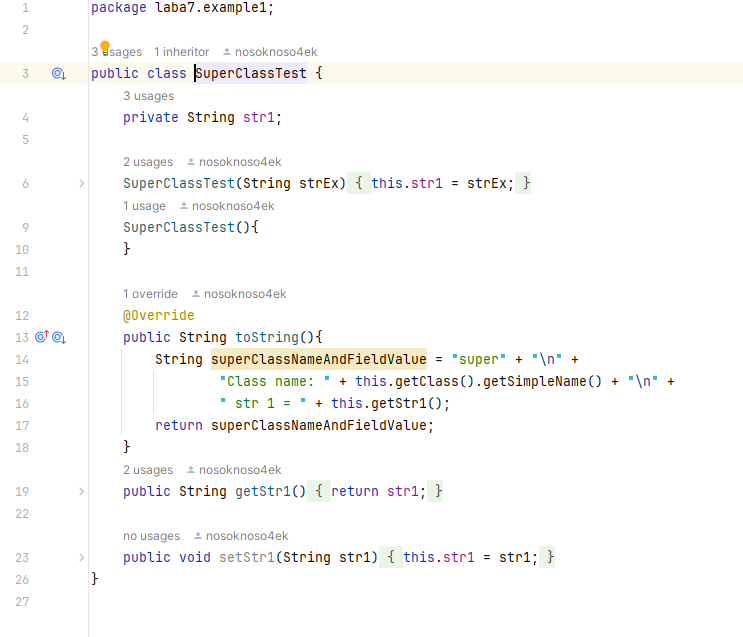 1 package laba7.example1;
2
3 usages 1 inheritor nosoknoso4ek
3 public class SuperClassTest {
3 usages
4 private String str1;
5
2 usages nosoknoso4ek
6 SuperClassTest(String strEx) { this.str1 = strEx; }
1 usage nosoknoso4ek
9 SuperClassTest(){
10 }
11
1 override nosoknoso4ek
12 @Override
13 public String toString(){
14 String superClassNameAndFieldValue = "super" + "\n" +
15 "Class name: " + this.getClass().getSimpleName() + "\n" +
16 " str 1 = " + this.getStr1();
17 return superClassNameAndFieldValue;
18 }
2 usages nosoknoso4ek
19 public String getStr1() { return str1; }
22
no usages nosoknoso4ek
23 public void setStr1(String str1) { this.str1 = str1; }
26 }
27